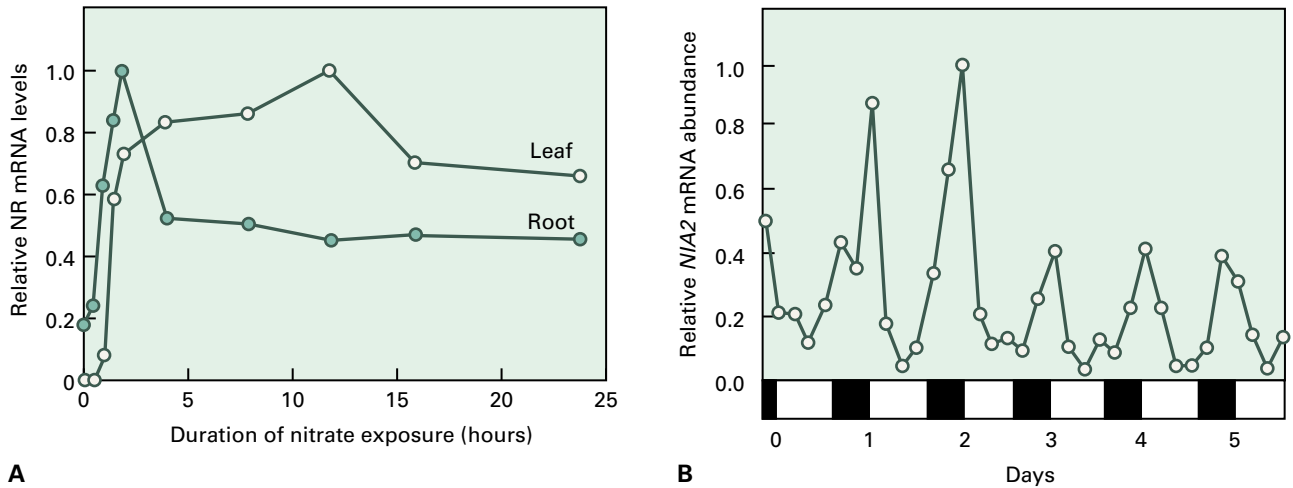 Relative NR mRNA levels
1.0
0.8
0.6
0.4
0.2
0
0 5 10 15 20 25
Leaf
Root
Duration of nitrate exposure (hours)
A
Relative NIA2 mRNA abundance
1.0
0.8
0.6
0.4
0.2
0.0
0 1 2 3 4 5
Days
B